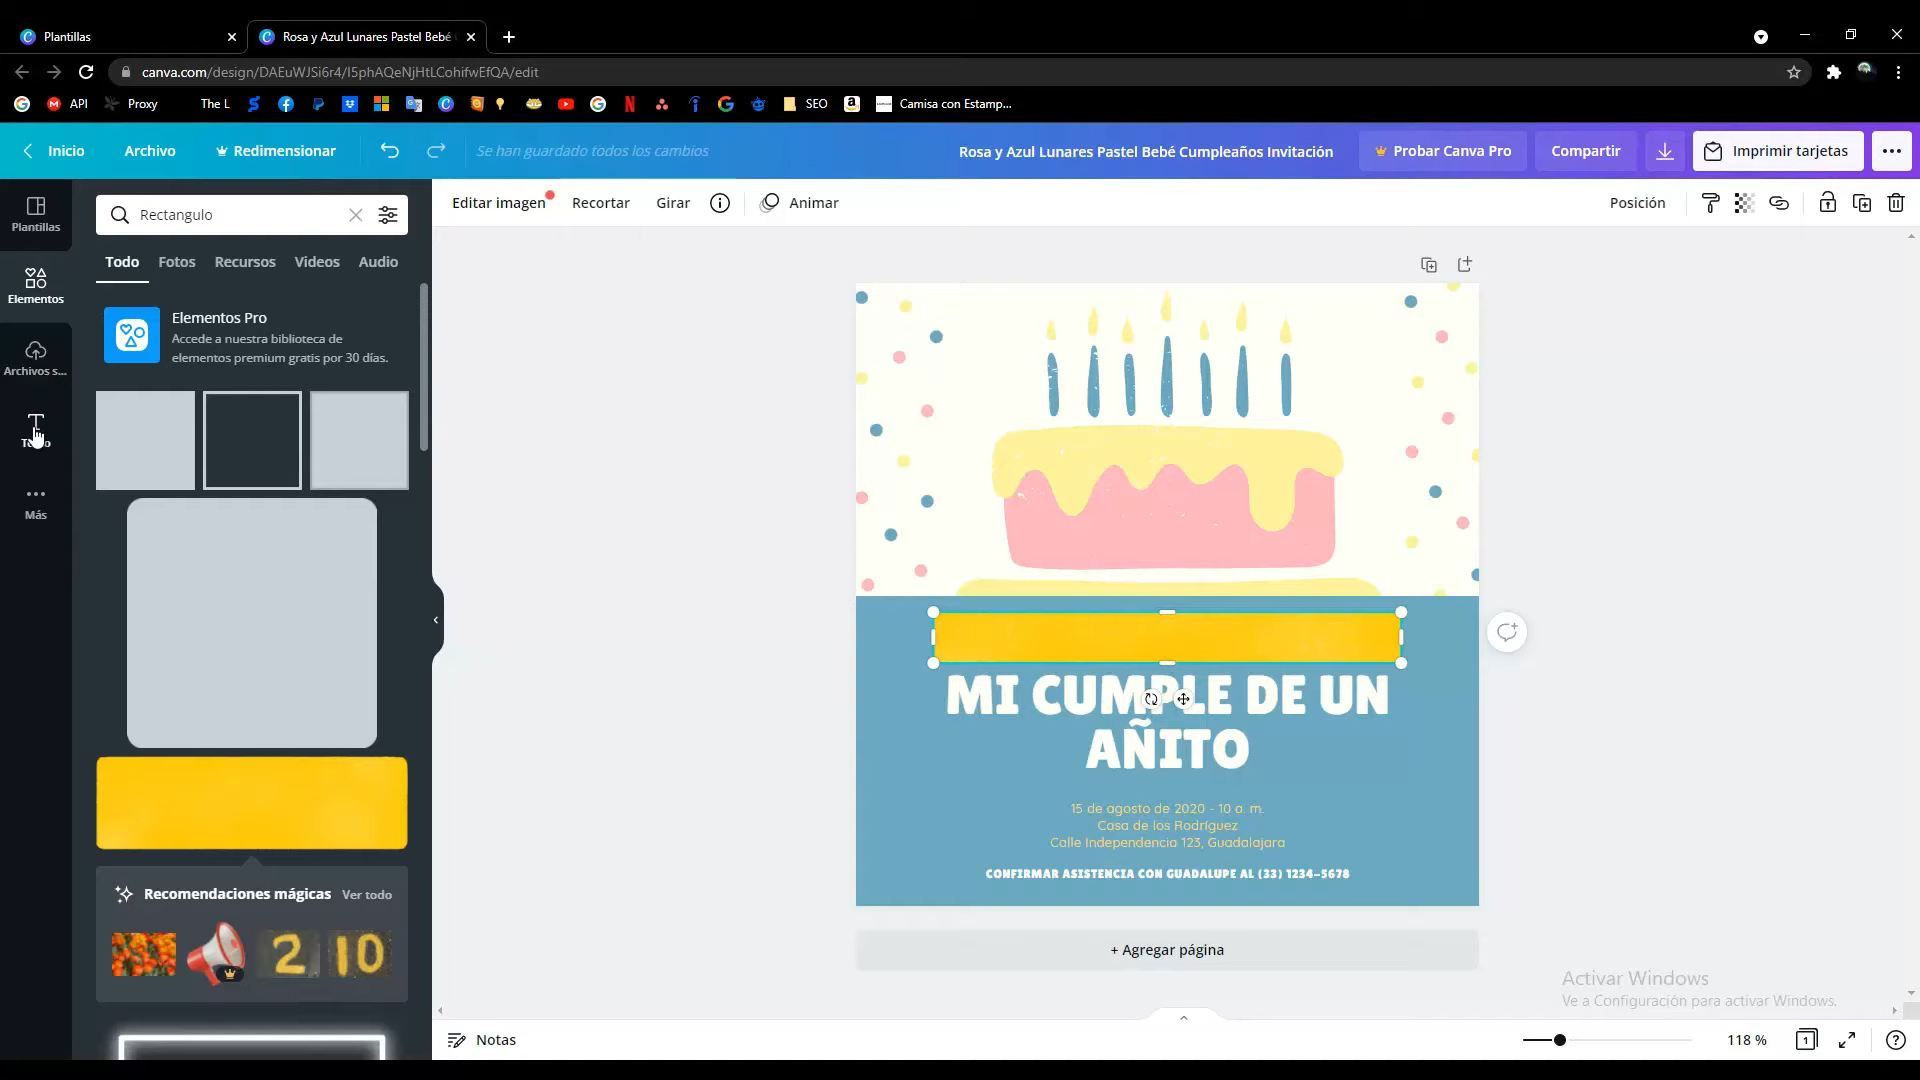 Plantillas
Rosa y Azul Lunares Pastel Bebé
canva.com/design/DAEuWJSi6r4/I5phAQeNjHtLCohifwEfQA/edit
API
Proxy
The L
SEO
Camisa con Estamp...
Inicio
Archivo
Redimensionar
Se han guardado todos los cambios
Rosa y Azul Lunares Pastel Bebé Cumpleaños Invitación
Probar Canva Pro
Compartir
Imprimir tarjetas
Plantillas
Elementos
Archivos s...
Más
Rectangulo
Todo Fotos Recursos Videos Audio
Elementos Pro
Accede a nuestra biblioteca de
elementos premium gratis por 30 días.
Recomendaciones mágicas
Ver todo
2
10
Editar imagen
Recortar
Girar
Animar
Posición
MI CUMPLE DE UN
AÑITO
15 de agosto de 2020 - 10 a. m.
Casa de los Rodríguez
Calle Independencia 123, Guadalajara
CONFIRMAR ASISTENCIA CON GUADALUPE AL (33) 1234-5678
+ Agregar página
Activar Windows
Ve a Configuración para activar Windows.
Notas
118 %
1